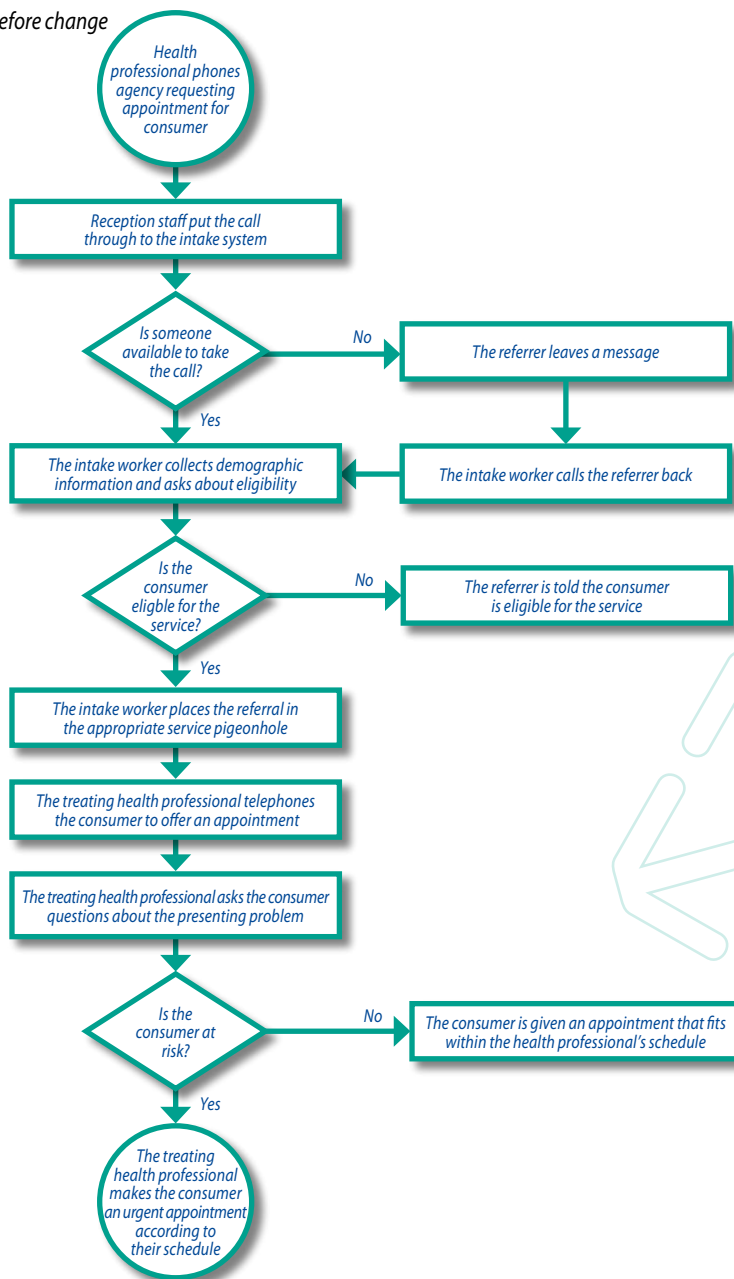 efore change
Health
professional phones
agency requesting
appointment for
consumer
Reception staff put the call
through to the intake system
Is someone
available to take
the call?
No
The referrer leaves a message
Yes
The intake worker collects demographic
information and asks about eligibility
The intake worker calls the referrer back
Is the
consumer
eligble for the
service?
No
The referrer is told the consumer
is eligible for the service
Yes
The intake worker places the referral in
the appropriate service pigeonhole
The treating health professional telephones
the consumer to offer an appointment
The treating health professional asks the consumer
questions about the presenting problem
Is the
consumer at
risk?
No
The consumer is given an appointment that fits
within the health professional's schedule
Yes
The treating
health professional
makes the consumer
an urgent appointment
according to
their schedule